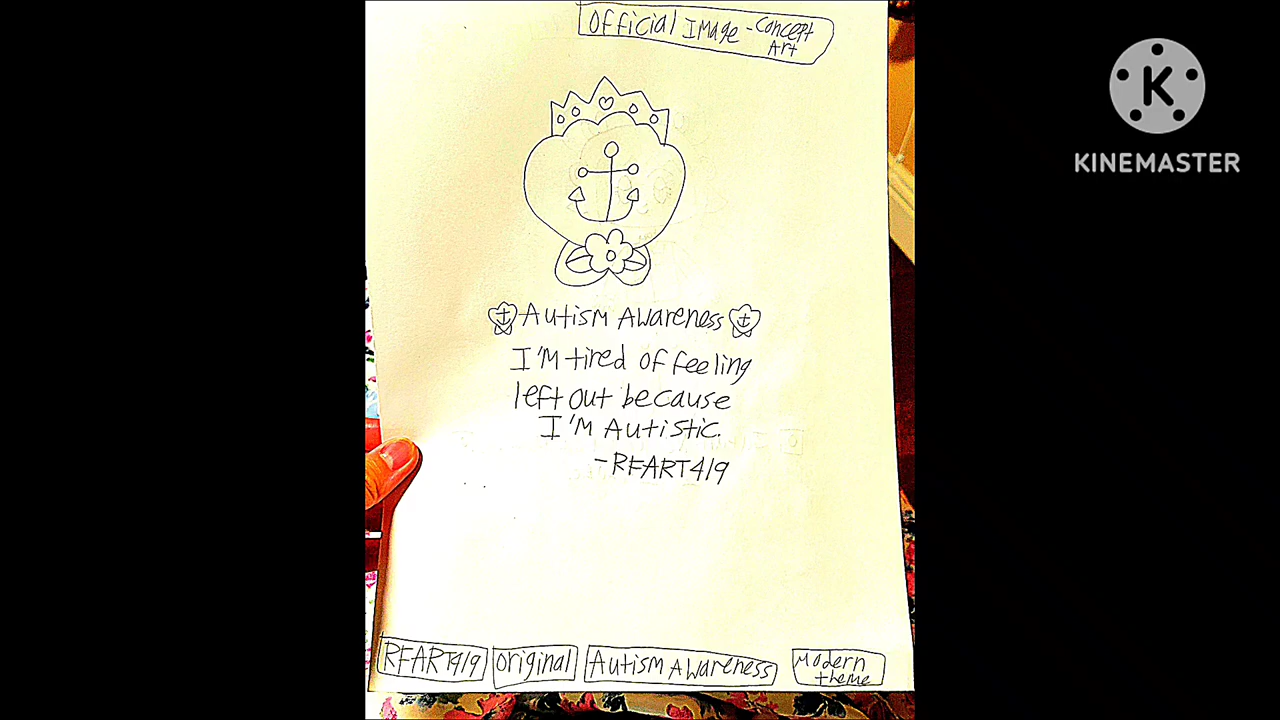 Official Image - Concept
Art
K
KINEMASTER
Autism Awareness
I'm tired of feeling
left out because
I'm Autistic.
-RFART419
RFART419
original
Autism Awareness
Modern
theme